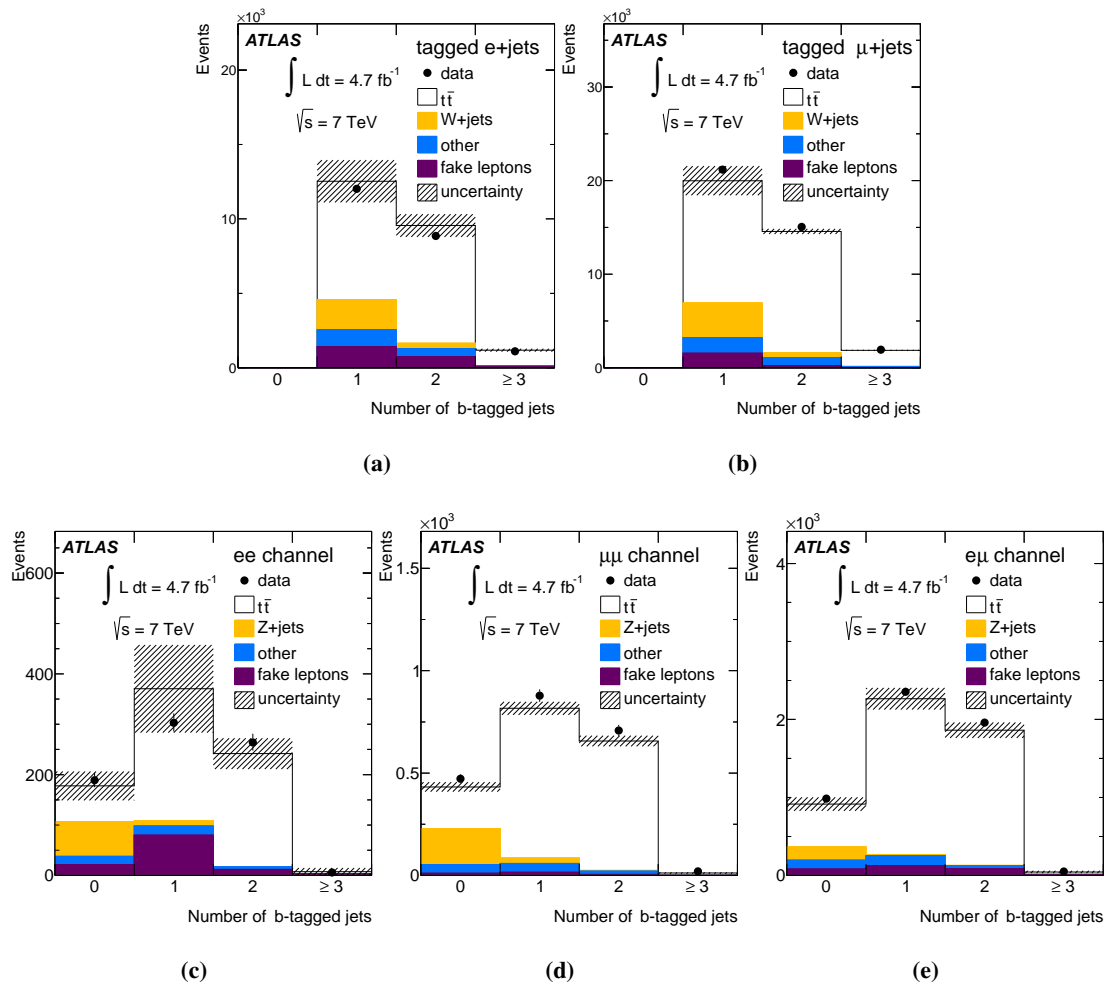 ×10³
Events
ATLAS
tagged e+jets
∫ L dt = 4.7 fb⁻¹
√s = 7 TeV
data
tt̄
W+jets
other
fake leptons
uncertainty
20
10
0
0 1 2 ≥ 3
Number of b-tagged jets
(a)
×10³
Events
ATLAS
tagged μ+jets
∫ L dt = 4.7 fb⁻¹
√s = 7 TeV
data
tt̄
W+jets
other
fake leptons
uncertainty
30
20
10
0
0 1 2 ≥ 3
Number of b-tagged jets
(b)
Events
ATLAS
ee channel
∫ L dt = 4.7 fb⁻¹
√s = 7 TeV
data
tt̄
Z+jets
other
fake leptons
uncertainty
600
400
200
0
0 1 2 ≥ 3
Number of b-tagged jets
(c)
×10³
Events
ATLAS
μμ channel
∫ L dt = 4.7 fb⁻¹
√s = 7 TeV
data
tt̄
Z+jets
other
fake leptons
uncertainty
1.5
1
0.5
0
0 1 2 ≥ 3
Number of b-tagged jets
(d)
×10³
Events
ATLAS
eμ channel
∫ L dt = 4.7 fb⁻¹
√s = 7 TeV
data
tt̄
Z+jets
other
fake leptons
uncertainty
4
2
0
0 1 2 ≥ 3
Number of b-tagged jets
(e)